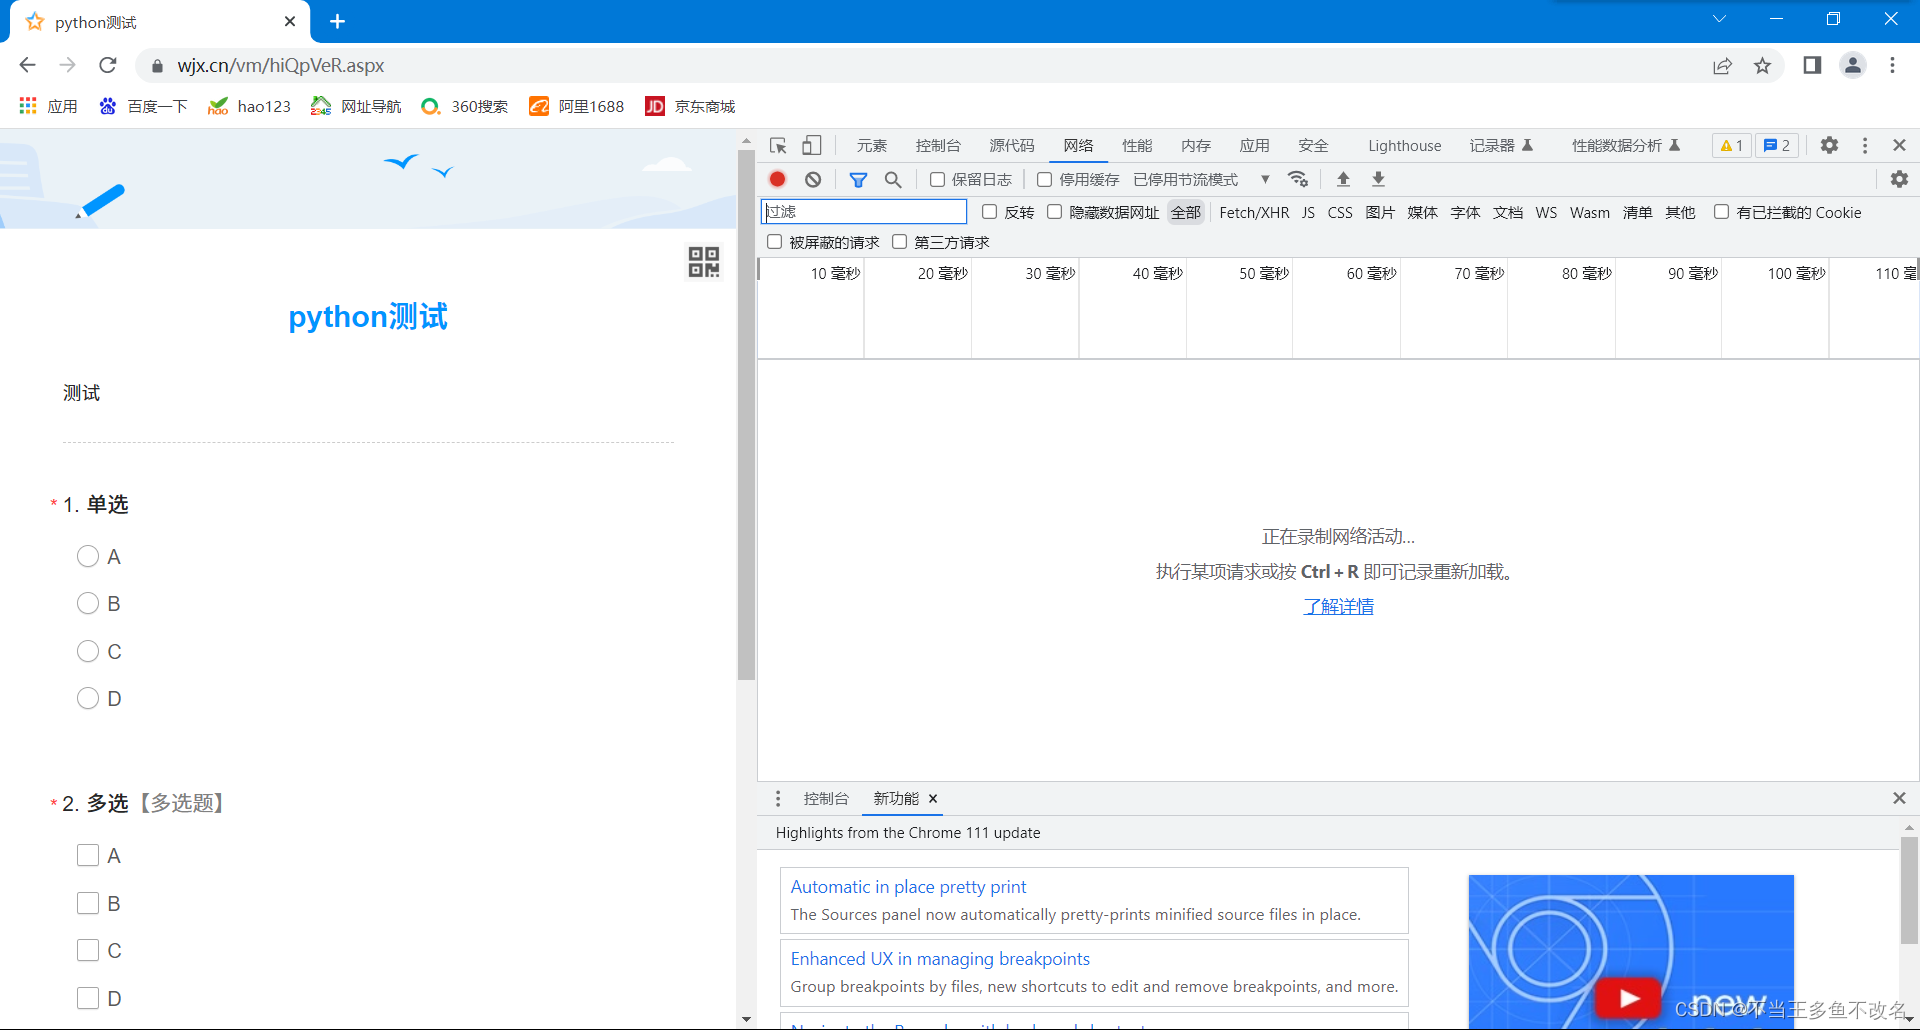 python测试
wjx.cn/vm/hiQpVeR.aspx
应用 百度一下 hao123 网址导航 360搜索 阿里1688 京东商城
python测试
测试
* 1. 单选
A
B
C
D
* 2. 多选【多选题】
A
B
C
D
元素 控制台 源代码 网络 性能 内存 应用 安全 Lighthouse 记录器 性能数据分析 1 2
保留日志 停用缓存 已停用节流模式
过滤 反转 隐藏数据网址 全部 Fetch/XHR JS CSS 图片 媒体 字体 文档 WS Wasm 清单 其他 有已拦截的 Cookie
被屏蔽的请求 第三方请求
10 毫秒 20 毫秒 30 毫秒 40 毫秒 50 毫秒 60 毫秒 70 毫秒 80 毫秒 90 毫秒 100 毫秒 110 毫
正在录制网络活动...
执行某项请求或按 Ctrl + R 即可记录重新加载。
了解详情
控制台 新功能
Highlights from the Chrome 111 update
Automatic in place pretty print
The Sources panel now automatically pretty-prints minified source files in place.
Enhanced UX in managing breakpoints
Group breakpoints by files, new shortcuts to edit and remove breakpoints, and more.
new
CSDN @不当王多鱼不改名